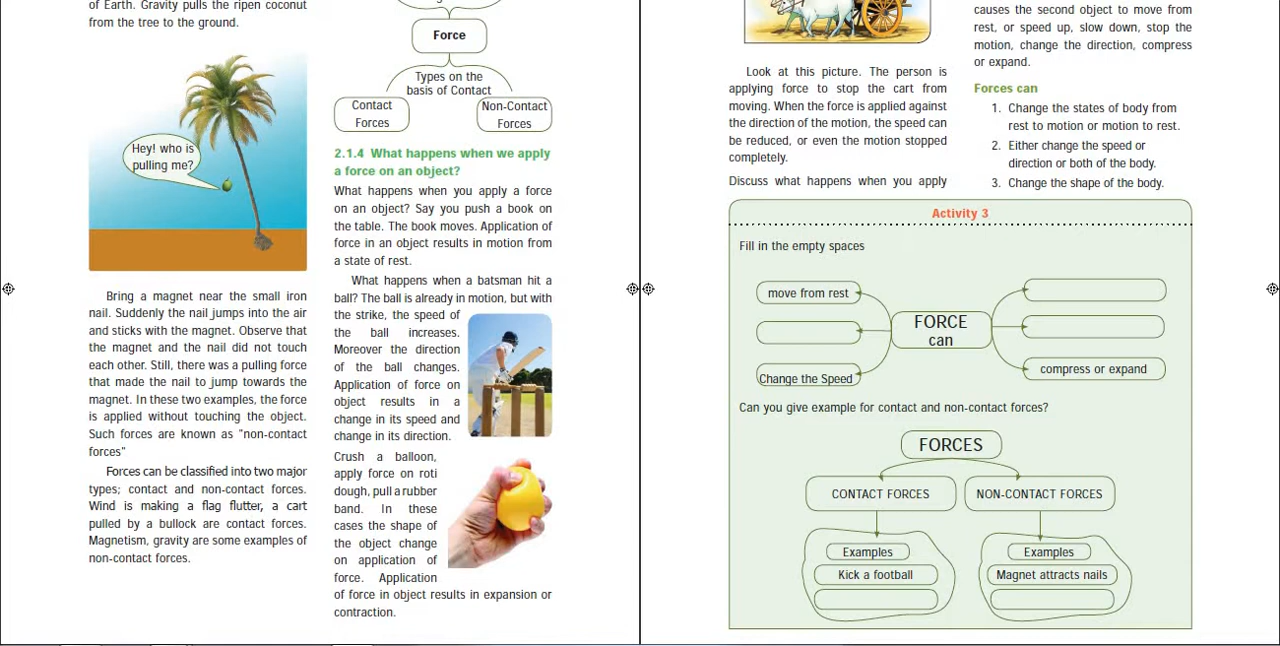 of Earth. Gravity pulls the ripen coconut
from the tree to the ground.
Hey! who is
pulling me?
Bring a magnet near the small iron
nail. Suddenly the nail jumps into the air
and sticks with the magnet. Observe that
the magnet and the nail did not touch
each other. Still, there was a pulling force
that made the nail to jump towards the
magnet. In these two examples, the force
is applied without touching the object.
Such forces are known as "non-contact
forces"
Forces can be classified into two major
types; contact and non-contact forces.
Wind is making a flag flutter, a cart
pulled by a bullock are contact forces.
Magnetism, gravity are some examples of
non-contact forces.
Force
Types on the
basis of Contact
Contact
Forces
Non-Contact
Forces
2.1.4 What happens when we apply
a force on an object?
What happens when you apply a force
on an object? Say you push a book on
the table. The book moves. Application of
force in an object results in motion from
a state of rest.
What happens when a batsman hit a
ball? The ball is already in motion, but with
the strike, the speed of
the ball increases.
Moreover the direction
of the ball changes.
Application of force on
object results in a
change in its speed and
change in its direction.
Crush a balloon,
apply force on roti
dough, pull a rubber
band. In these
cases the shape of
the object change
on application of
force. Application
of force in object results in expansion or
contraction.
Look at this picture. The person is
applying force to stop the cart from
moving. When the force is applied against
the direction of the motion, the speed can
be reduced, or even the motion stopped
completely.
Discuss what happens when you apply
causes the second object to move from
rest, or speed up, slow down, stop the
motion, change the direction, compress
or expand.
Forces can
1. Change the states of body from
rest to motion or motion to rest.
2. Either change the speed or
direction or both of the body.
3. Change the shape of the body.
Activity 3
Fill in the empty spaces
move from rest
Change the Speed
FORCE
can
compress or expand
Can you give example for contact and non-contact forces?
FORCES
CONTACT FORCES
NON-CONTACT FORCES
Examples
Kick a football
Examples
Magnet attracts nails